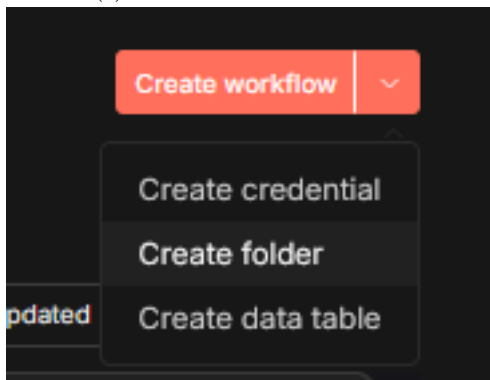 Create workflow
Create credential
Create folder
pdated
Create data table